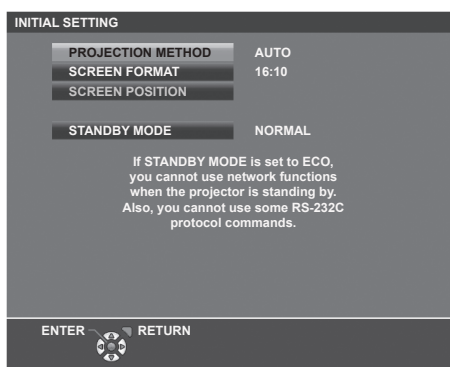 INITIAL SETTING
PROJECTION METHOD AUTO
SCREEN FORMAT 16:10
SCREEN POSITION
STANDBY MODE NORMAL
If STANDBY MODE is set to ECO,
you cannot use network functions
when the projector is standing by.
Also, you cannot use some RS-232C
protocol commands.
ENTER RETURN